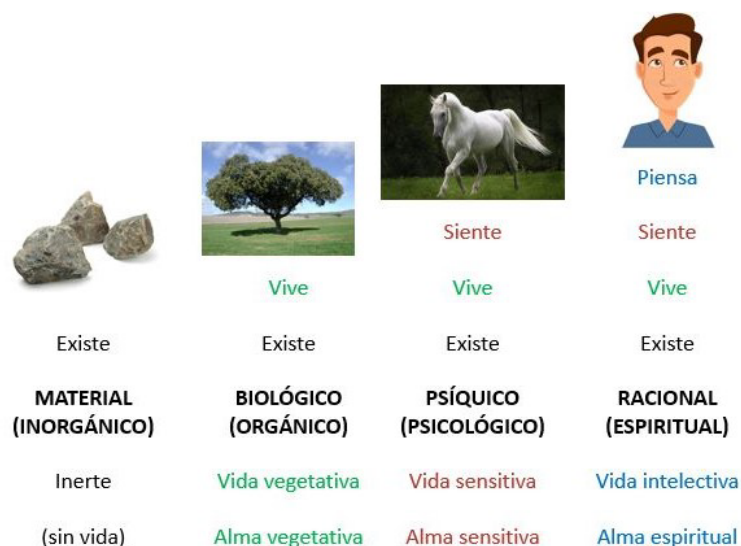 Piensa
Siente Siente
Vive Vive Vive
Existe Existe Existe Existe
MATERIAL
(INORGÁNICO)
BIOLÓGICO
(ORGÁNICO)
PSÍQUICO
(PSICOLÓGICO)
RACIONAL
(ESPIRITUAL)
Inerte Vida vegetativa Vida sensitiva Vida intelectiva
(sin vida) Alma vegetativa Alma sensitiva Alma espiritual